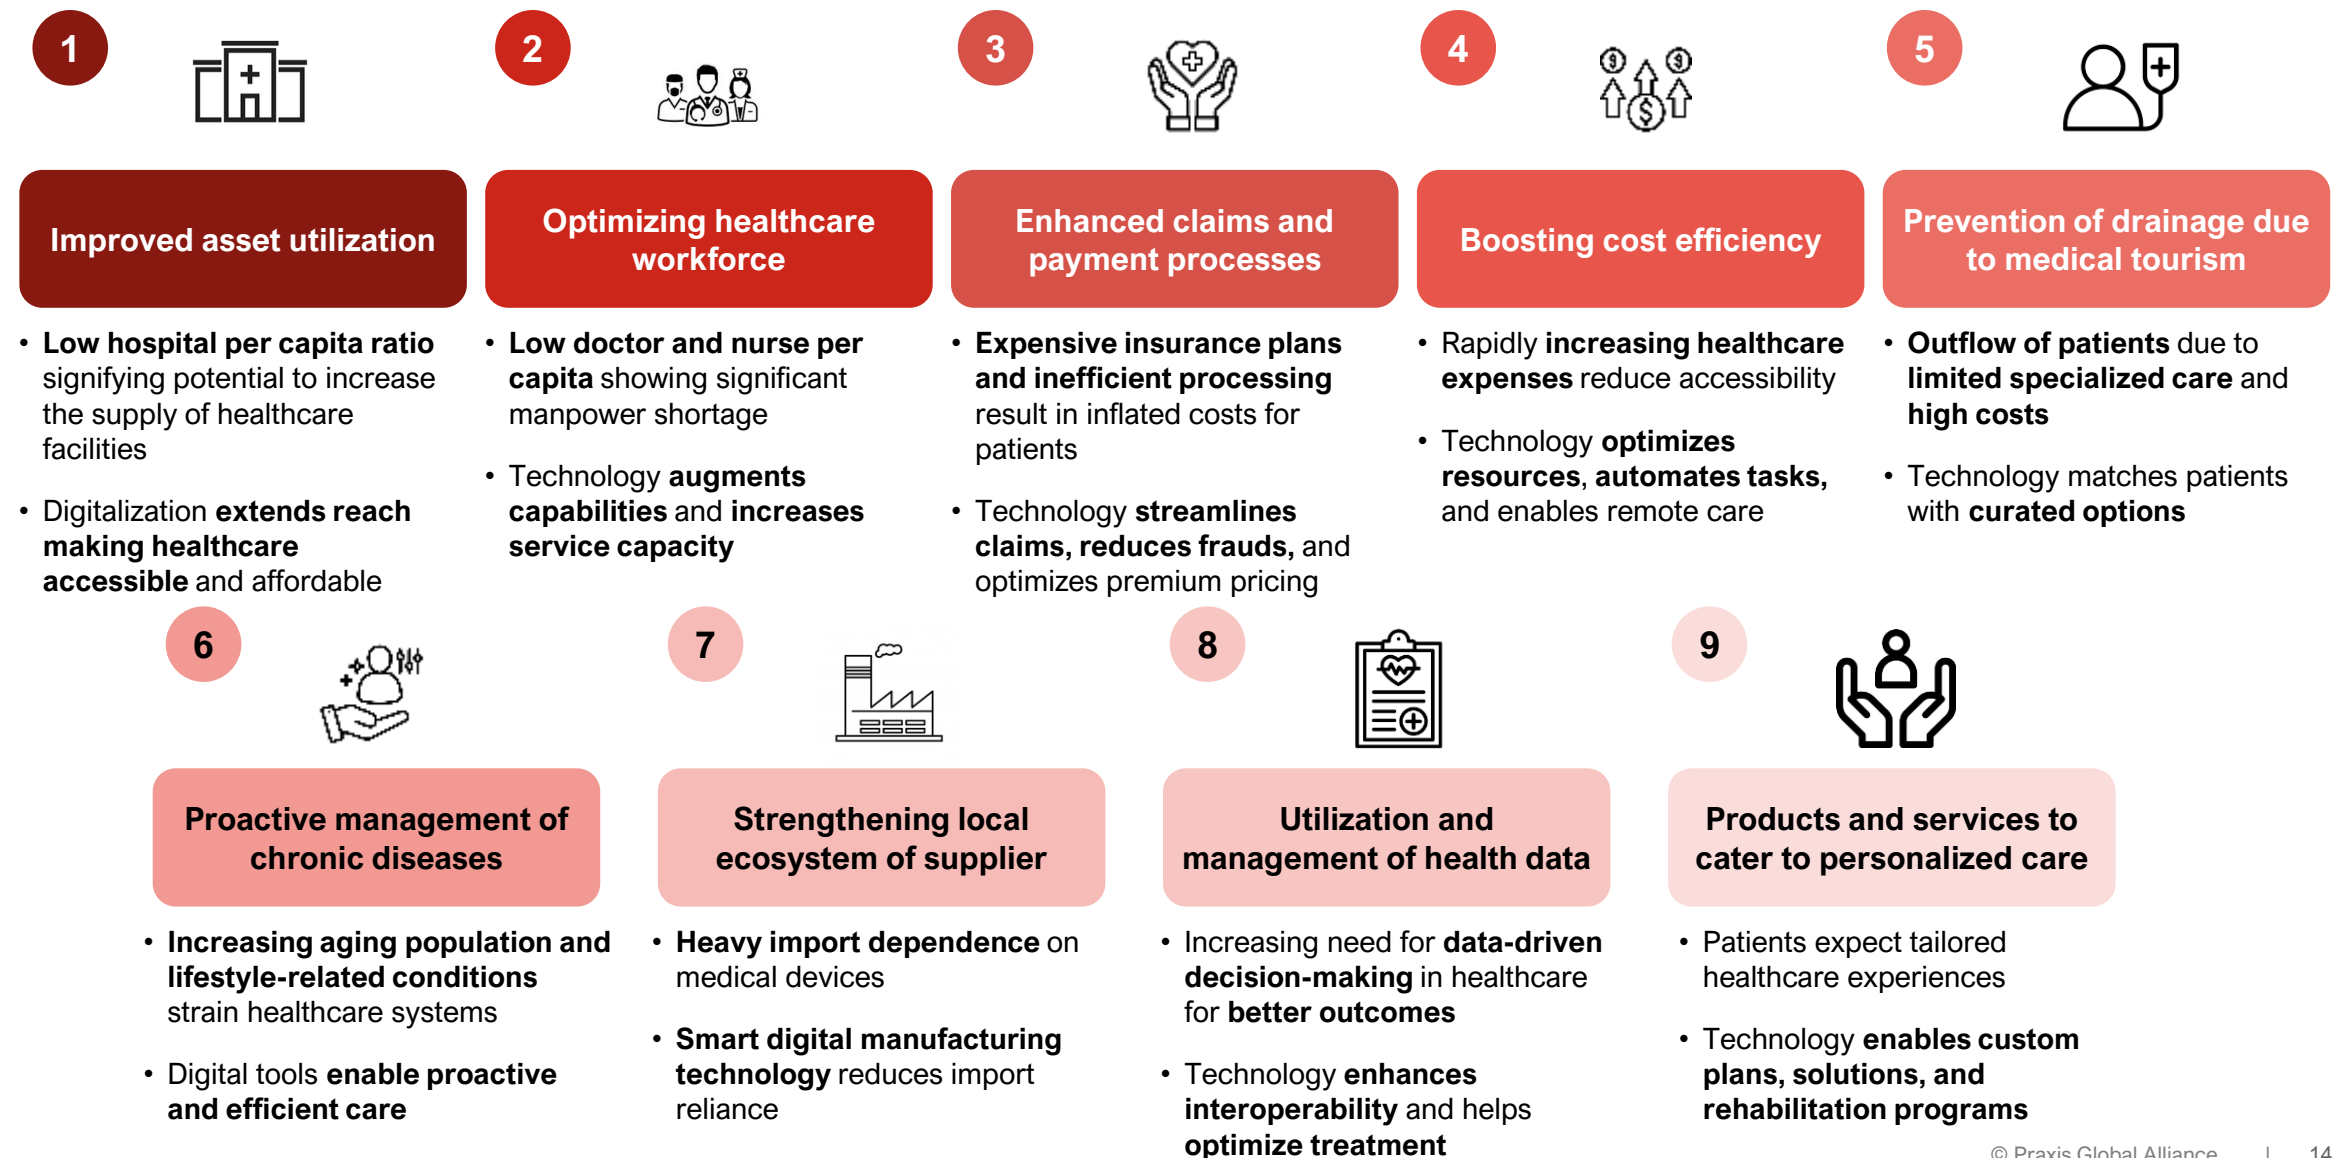 1
Improved asset utilization
• Low hospital per capita ratio
signifying potential to increase
the supply of healthcare
facilities
• Digitalization extends reach
making healthcare
accessible and affordable
2
Optimizing healthcare
workforce
• Low doctor and nurse per
capita showing significant
manpower shortage
• Technology augments
capabilities and increases
service capacity
3
Enhanced claims and
payment processes
• Expensive insurance plans
and inefficient processing
result in inflated costs for
patients
• Technology streamlines
claims, reduces frauds, and
optimizes premium pricing
4
Boosting cost efficiency
• Rapidly increasing healthcare
expenses reduce accessibility
• Technology optimizes
resources, automates tasks,
and enables remote care
5
Prevention of drainage due
to medical tourism
• Outflow of patients due to
limited specialized care and
high costs
• Technology matches patients
with curated options
6
Proactive management of
chronic diseases
• Increasing aging population and
lifestyle-related conditions
strain healthcare systems
• Digital tools enable proactive
and efficient care
7
Strengthening local
ecosystem of supplier
• Heavy import dependence on
medical devices
• Smart digital manufacturing
technology reduces import
reliance
8
Utilization and
management of health data
• Increasing need for data-driven
decision-making in healthcare
for better outcomes
• Technology enhances
interoperability and helps
optimize treatment
9
Products and services to
cater to personalized care
• Patients expect tailored
healthcare experiences
• Technology enables custom
plans, solutions, and
rehabilitation programs
© Praxis Global Alliance | 14